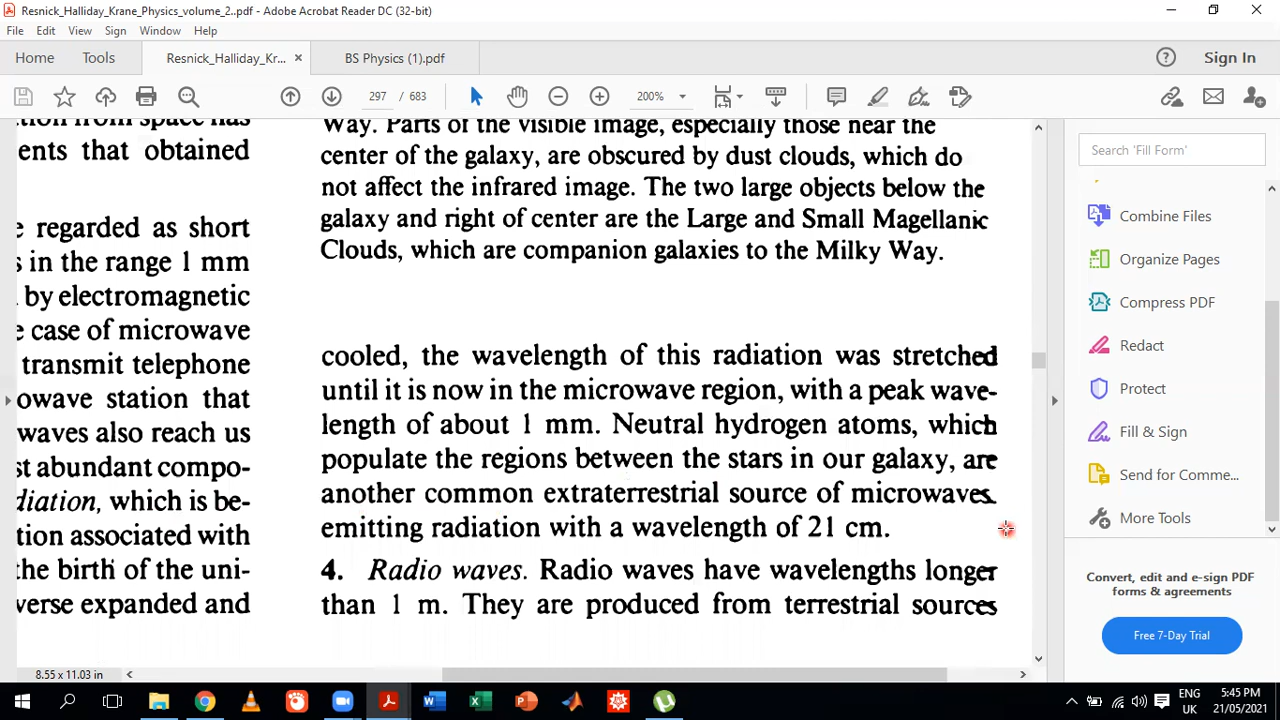 Resnick_Halliday_Krane_Physics_volume_2..pdf - Adobe Acrobat Reader DC (32-bit)
File Edit View Sign Window Help
Home Tools Resnick_Halliday_Kr... × BS Physics (1).pdf Sign In
297 / 683 200%
tion from space has
ents that obtained
e regarded as short
s in the range 1 mm
by electromagnetic
e case of microwave
transmit telephone
owave station that
waves also reach us
st abundant compo-
diation, which is be-
tion associated with
the birth of the uni-
verse expanded and
Way. Parts of the visible image, especially those near the
center of the galaxy, are obscured by dust clouds, which do
not affect the infrared image. The two large objects below the
galaxy and right of center are the Large and Small Magellanic
Clouds, which are companion galaxies to the Milky Way.
cooled, the wavelength of this radiation was stretched
until it is now in the microwave region, with a peak wave-
length of about 1 mm. Neutral hydrogen atoms, which
populate the regions between the stars in our galaxy, are
another common extraterrestrial source of microwaves.
emitting radiation with a wavelength of 21 cm.
4. Radio waves. Radio waves have wavelengths longer
than 1 m. They are produced from terrestrial sources
Search 'Fill Form'
Combine Files
Organize Pages
Compress PDF
Redact
Protect
Fill & Sign
Send for Comme...
More Tools
Convert, edit and e-sign PDF
forms & agreements
Free 7-Day Trial
8.55 x 11.03 in
ENG
UK
5:45 PM
21/05/2021